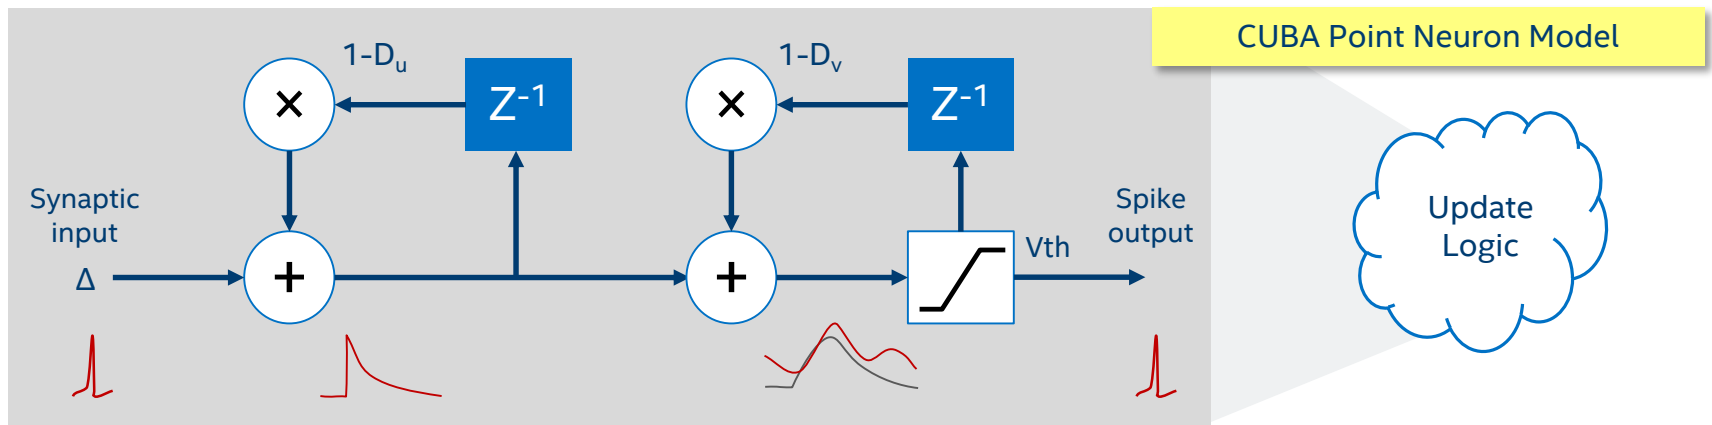 CUBA Point Neuron Model
1-Dᵤ
1-Dᵥ
×
Z⁻¹
×
Z⁻¹
Synaptic
input
Δ
+
+
Vth
Spike
output
Update
Logic